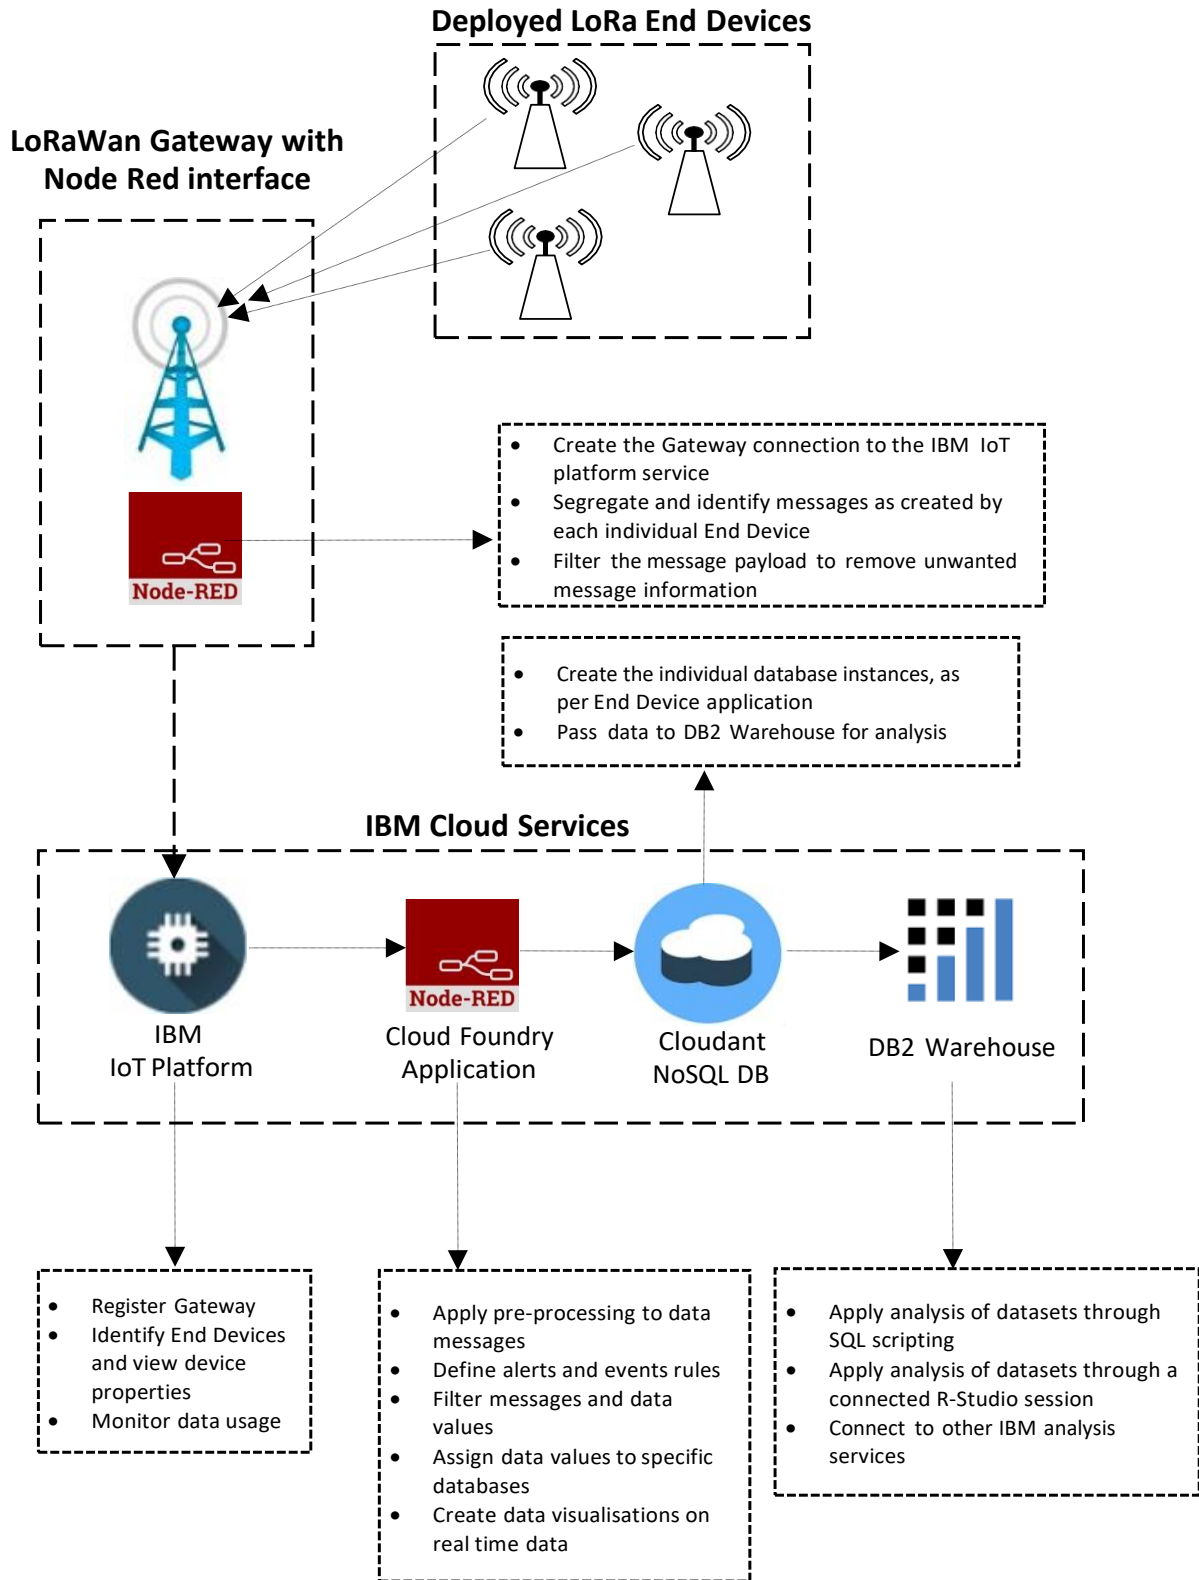 Deployed LoRa End Devices
LoRaWan Gateway with
Node Red interface
Node-RED
• Create the Gateway connection to the IBM IoT
platform service
• Segregate and identify messages as created by
each individual End Device
• Filter the message payload to remove unwanted
message information
• Create the individual database instances, as
per End Device application
• Pass data to DB2 Warehouse for analysis
IBM Cloud Services
Node-RED
IBM
IoT Platform
Cloud Foundry
Application
Cloudant
NoSQL DB
DB2 Warehouse
• Register Gateway
• Identify End Devices
and view device
properties
• Monitor data usage
• Apply pre-processing to data
messages
• Define alerts and events rules
• Filter messages and data
values
• Assign data values to specific
databases
• Create data visualisations on
real time data
• Apply analysis of datasets through
SQL scripting
• Apply analysis of datasets through a
connected R-Studio session
• Connect to other IBM analysis
services